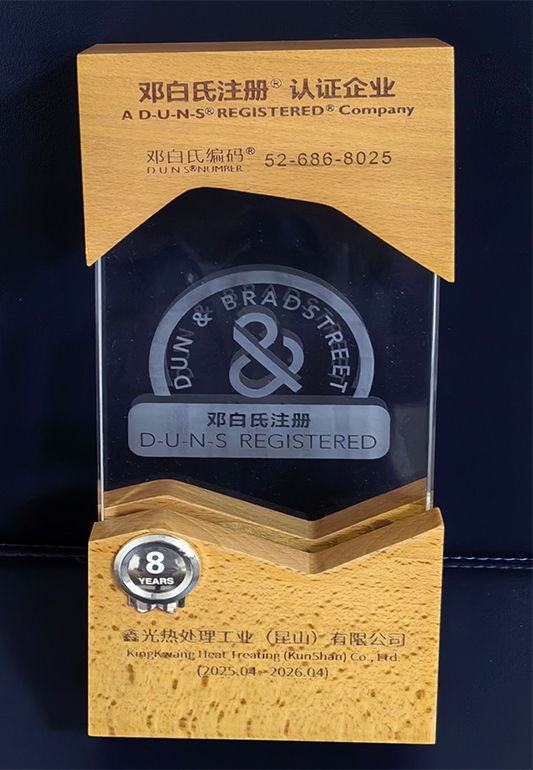 邓白氏注册® 认证企业
A D-U-N-S® REGISTERED® Company
邓白氏编码® 52-686-8025
D U N S® NUMBER
DUN & BRADSTREET
&
邓白氏注册
D-U-N-S REGISTERED
8
YEARS
鑫光热处理工业（昆山）有限公司
KingKwang Heat Treating (KunShan) Co., Ltd.
(2025.04 -2026.04)